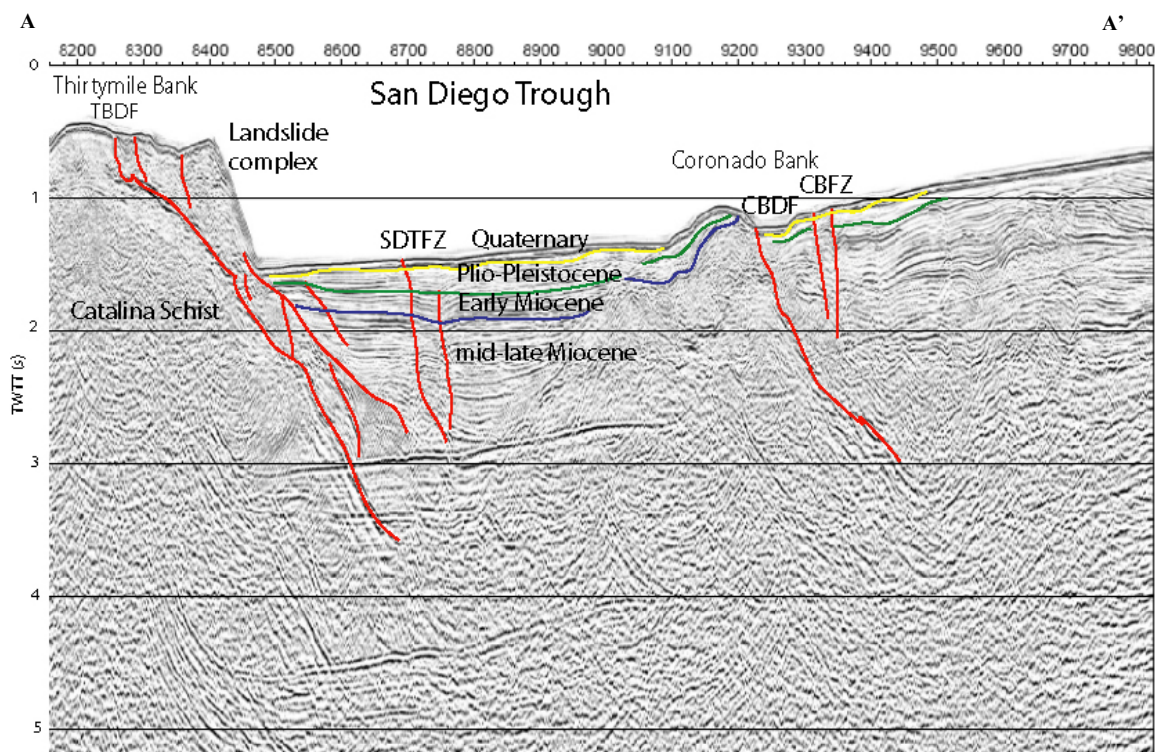 A
A’
8200 8300 8400 8500 8600 8700 8800 8900 9000 9100 9200 9300 9400 9500 9600 9700 9800
0
Thirtymile Bank
TBDF
San Diego Trough
Landslide
complex
Coronado Bank
CBFZ
1
CBDF
SDTFZ
Quaternary
Plio-Pleistocene
Early Miocene
Catalina Schist
2
mid-late Miocene
TWTT (s)
3
4
5